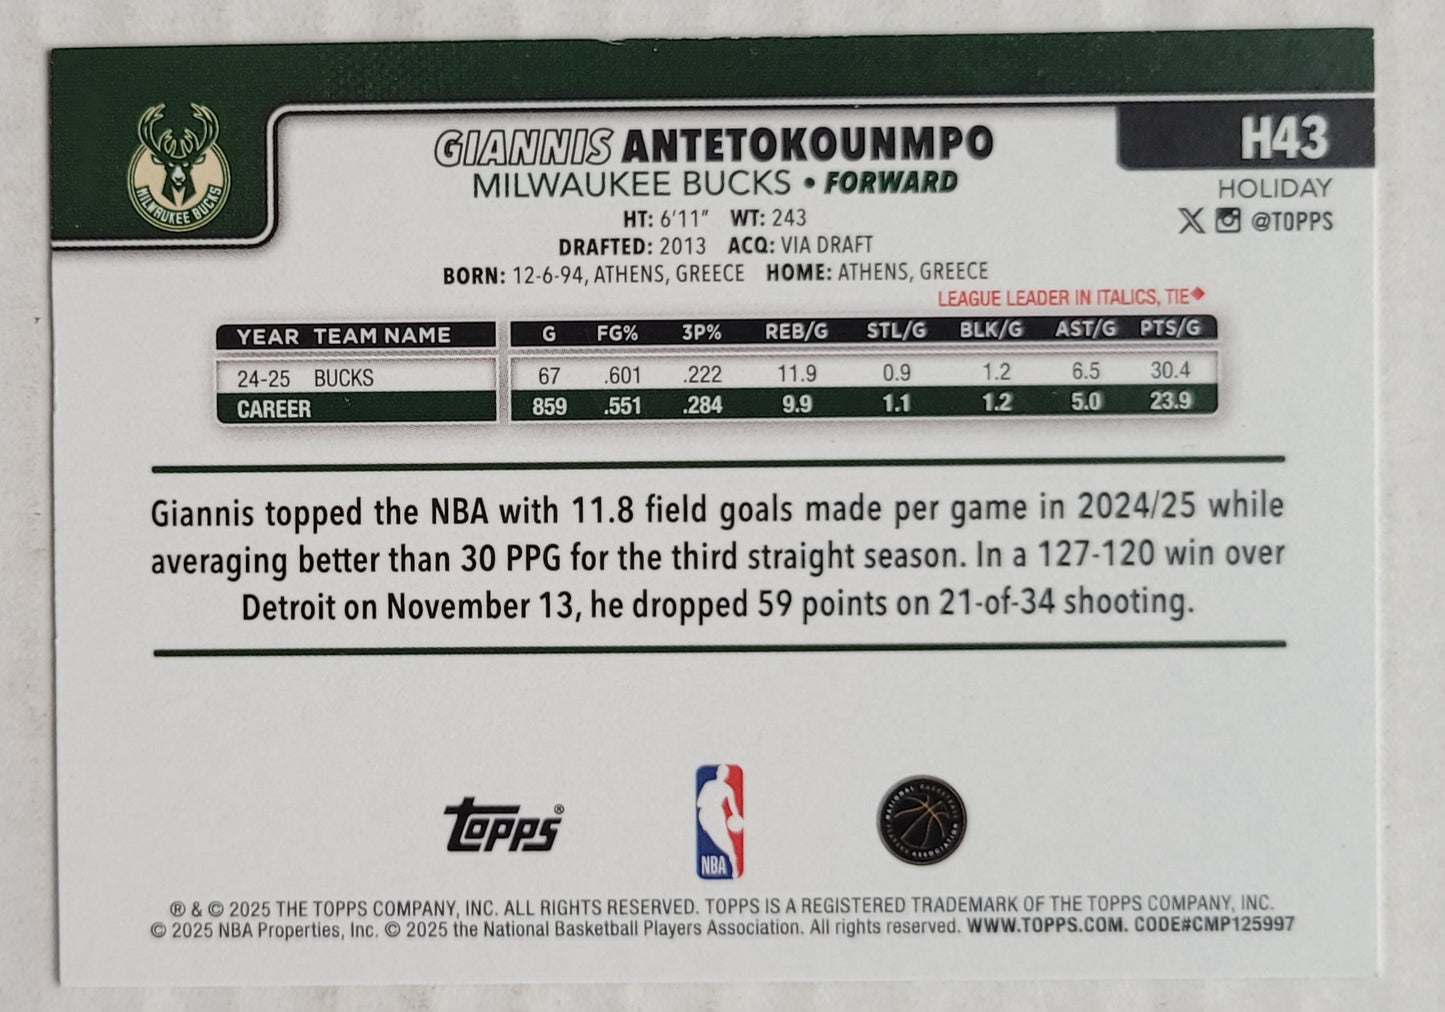 MILWAUKEE BUCKS
GIANNIS ANTETOKOUNMPO
MILWAUKEE BUCKS • FORWARD
H43
HOLIDAY
@TOPPS
HT: 6'11" WT: 243
DRAFTED: 2013 ACQ: VIA DRAFT
BORN: 12-6-94, ATHENS, GREECE HOME: ATHENS, GREECE
LEAGUE LEADER IN ITALICS, TIE◆
YEAR TEAM NAME G FG% 3P% REB/G STL/G BLK/G AST/G PTS/G
24-25 BUCKS 67 .601 .222 11.9 0.9 1.2 6.5 30.4
CAREER 859 .551 .284 9.9 1.1 1.2 5.0 23.9
Giannis topped the NBA with 11.8 field goals made per game in 2024/25 while
averaging better than 30 PPG for the third straight season. In a 127-120 win over
Detroit on November 13, he dropped 59 points on 21-of-34 shooting.
Topps®
NBA
NATIONAL BASKETBALL PLAYERS ASSOCIATION
® & © 2025 THE TOPPS COMPANY, INC. ALL RIGHTS RESERVED. TOPPS IS A REGISTERED TRADEMARK OF THE TOPPS COMPANY, INC.
© 2025 NBA Properties, Inc. © 2025 the National Basketball Players Association. All rights reserved. WWW.TOPPS.COM. CODE#CMP125997